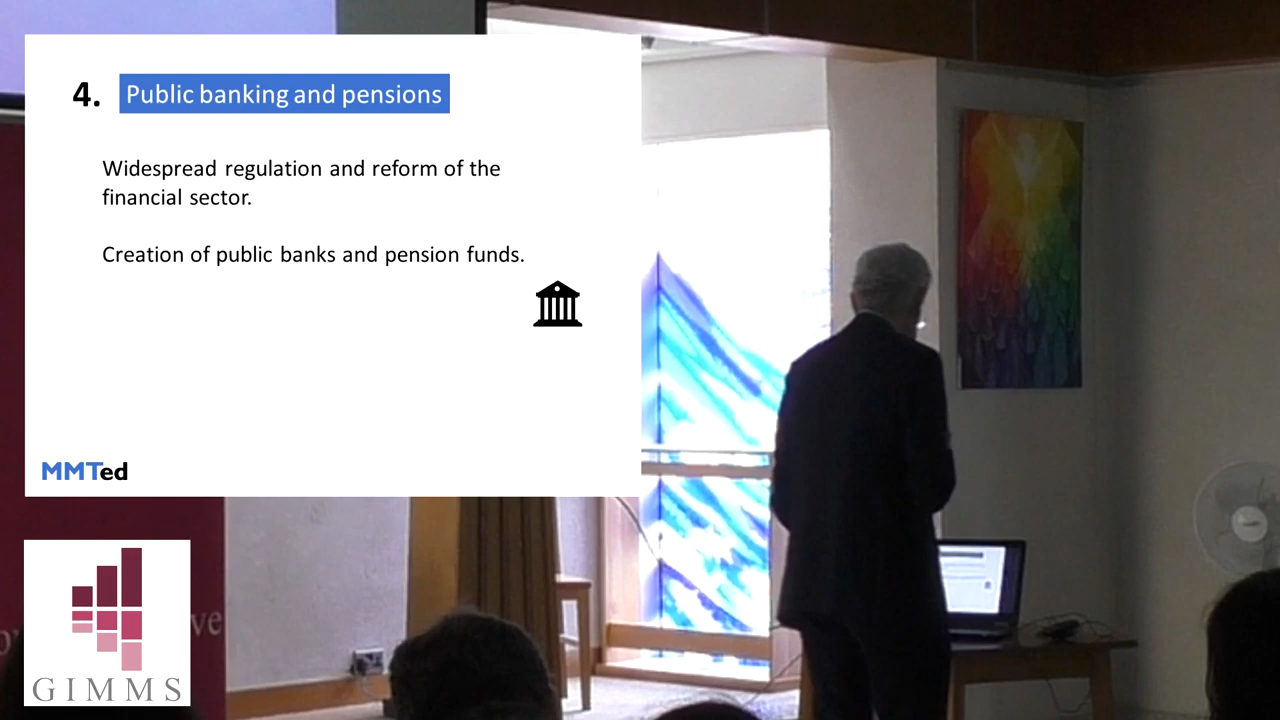 4. Public banking and pensions
Widespread regulation and reform of the
financial sector.
Creation of public banks and pension funds.
MMTed
GIMMS